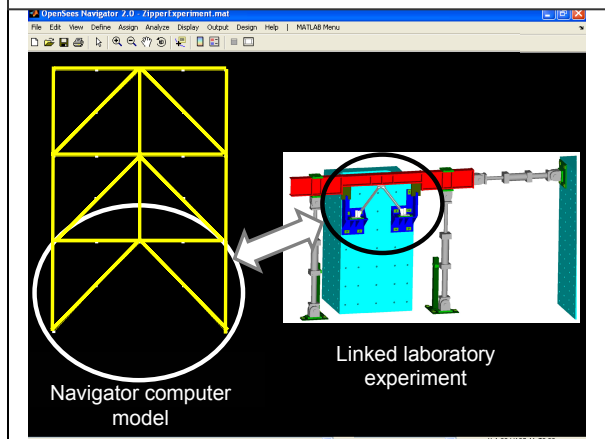 OpenSees Navigator 2.0 - ZipperExperiment.mat
File Edit View Define Assign Analyze Display Output Design Help | MATLAB Menu
Linked laboratory
experiment
Navigator computer
model